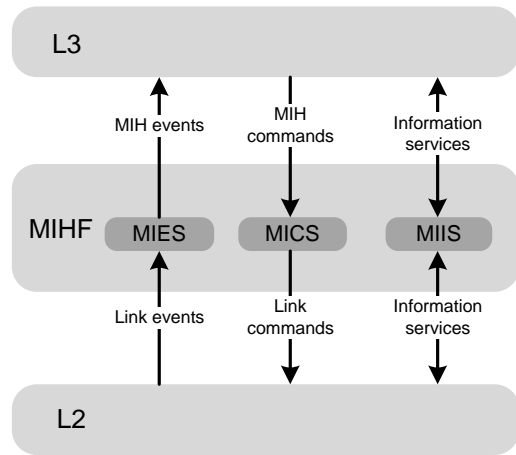 L3
MIH events
MIH
commands
Information
services
MIHF
MIES
MICS
MIIS
Link events
Link
commands
Information
services
L2